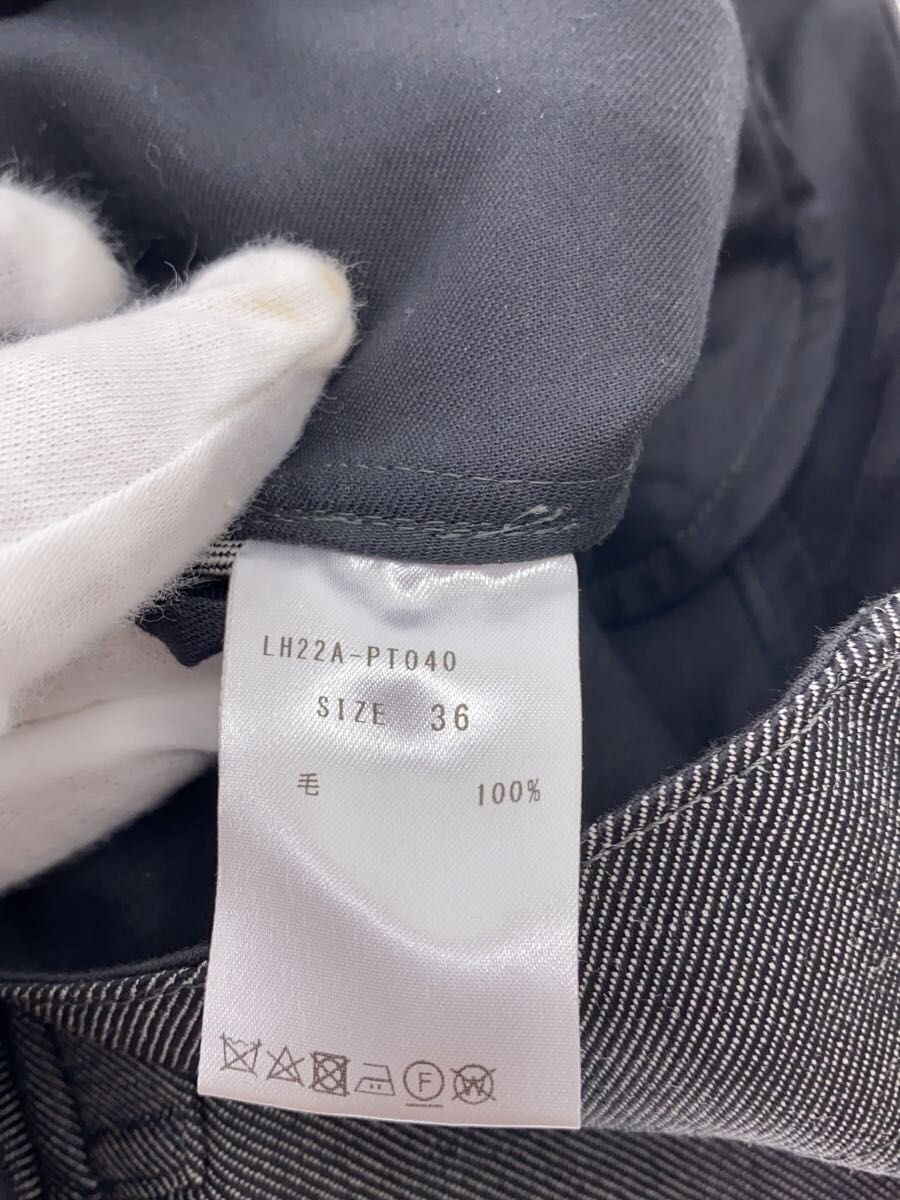 LH22A-PT040
SIZE 36
毛 100%
F W